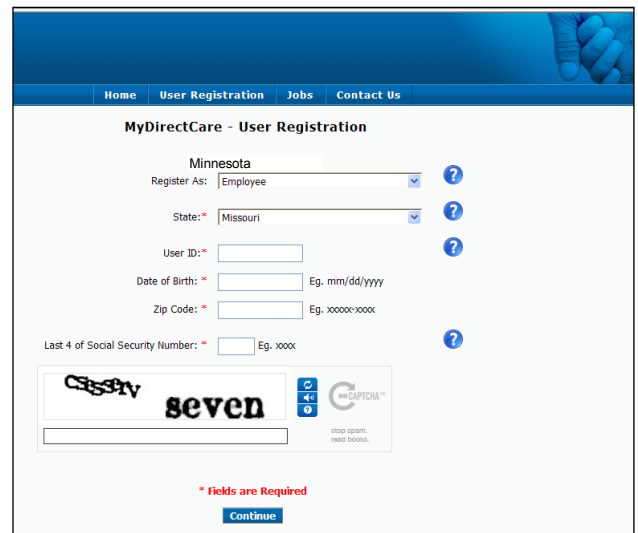 Home User Registration Jobs Contact Us
MyDirectCare - User Registration
Minnesota
Register As: Employee
State:* Missouri
User ID:*
Date of Birth: * Eg. mm/dd/yyyy
Zip Code: * Eg. xxxxx-xxxx
Last 4 of Social Security Number: * Eg. xxxx
seven
reCAPTCHA™
stop spam.
read books.
* Fields are Required
Continue